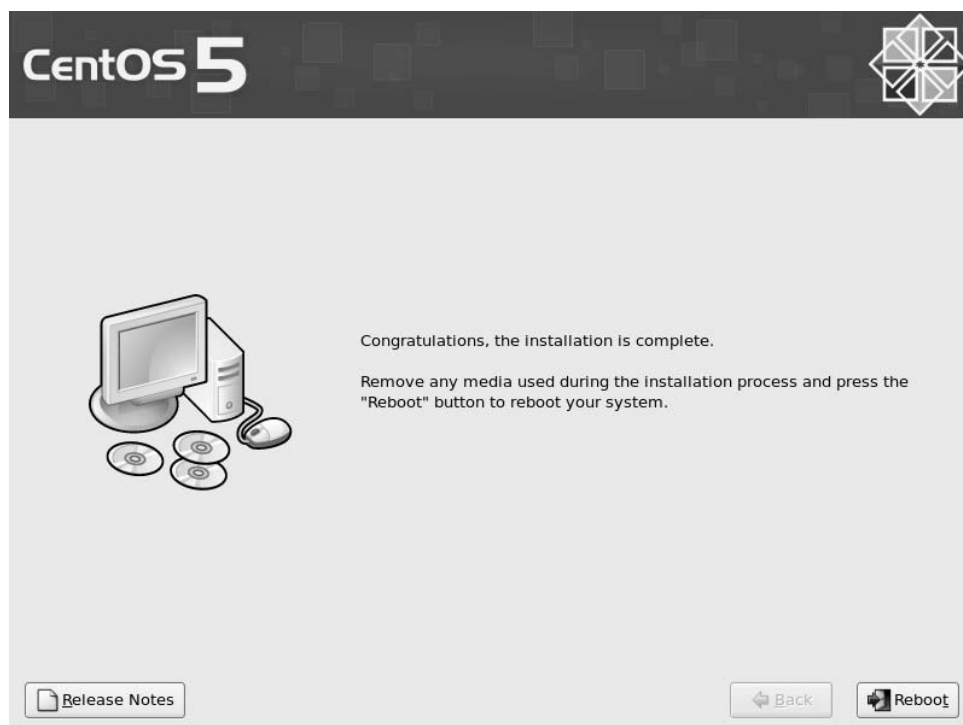 CentOS 5
Congratulations, the installation is complete.
Remove any media used during the installation process and press the
"Reboot" button to reboot your system.
Release Notes
Back
Reboot